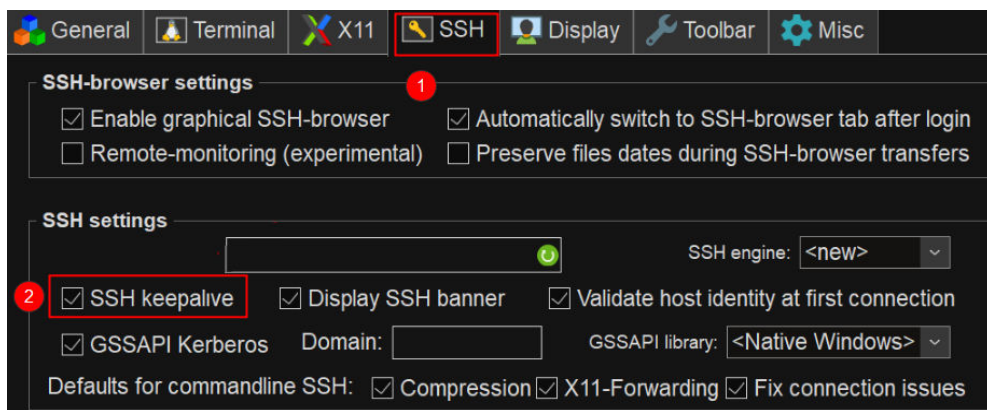 General Terminal X11 SSH Display Toolbar Misc
1
SSH-browser settings
Enable graphical SSH-browser Automatically switch to SSH-browser tab after login
Remote-monitoring (experimental) Preserve files dates during SSH-browser transfers
SSH settings
SSH engine: <new>
2 SSH keepalive Display SSH banner Validate host identity at first connection
GSSAPI Kerberos Domain: GSSAPI library: <Native Windows>
Defaults for commandline SSH: Compression X11-Forwarding Fix connection issues